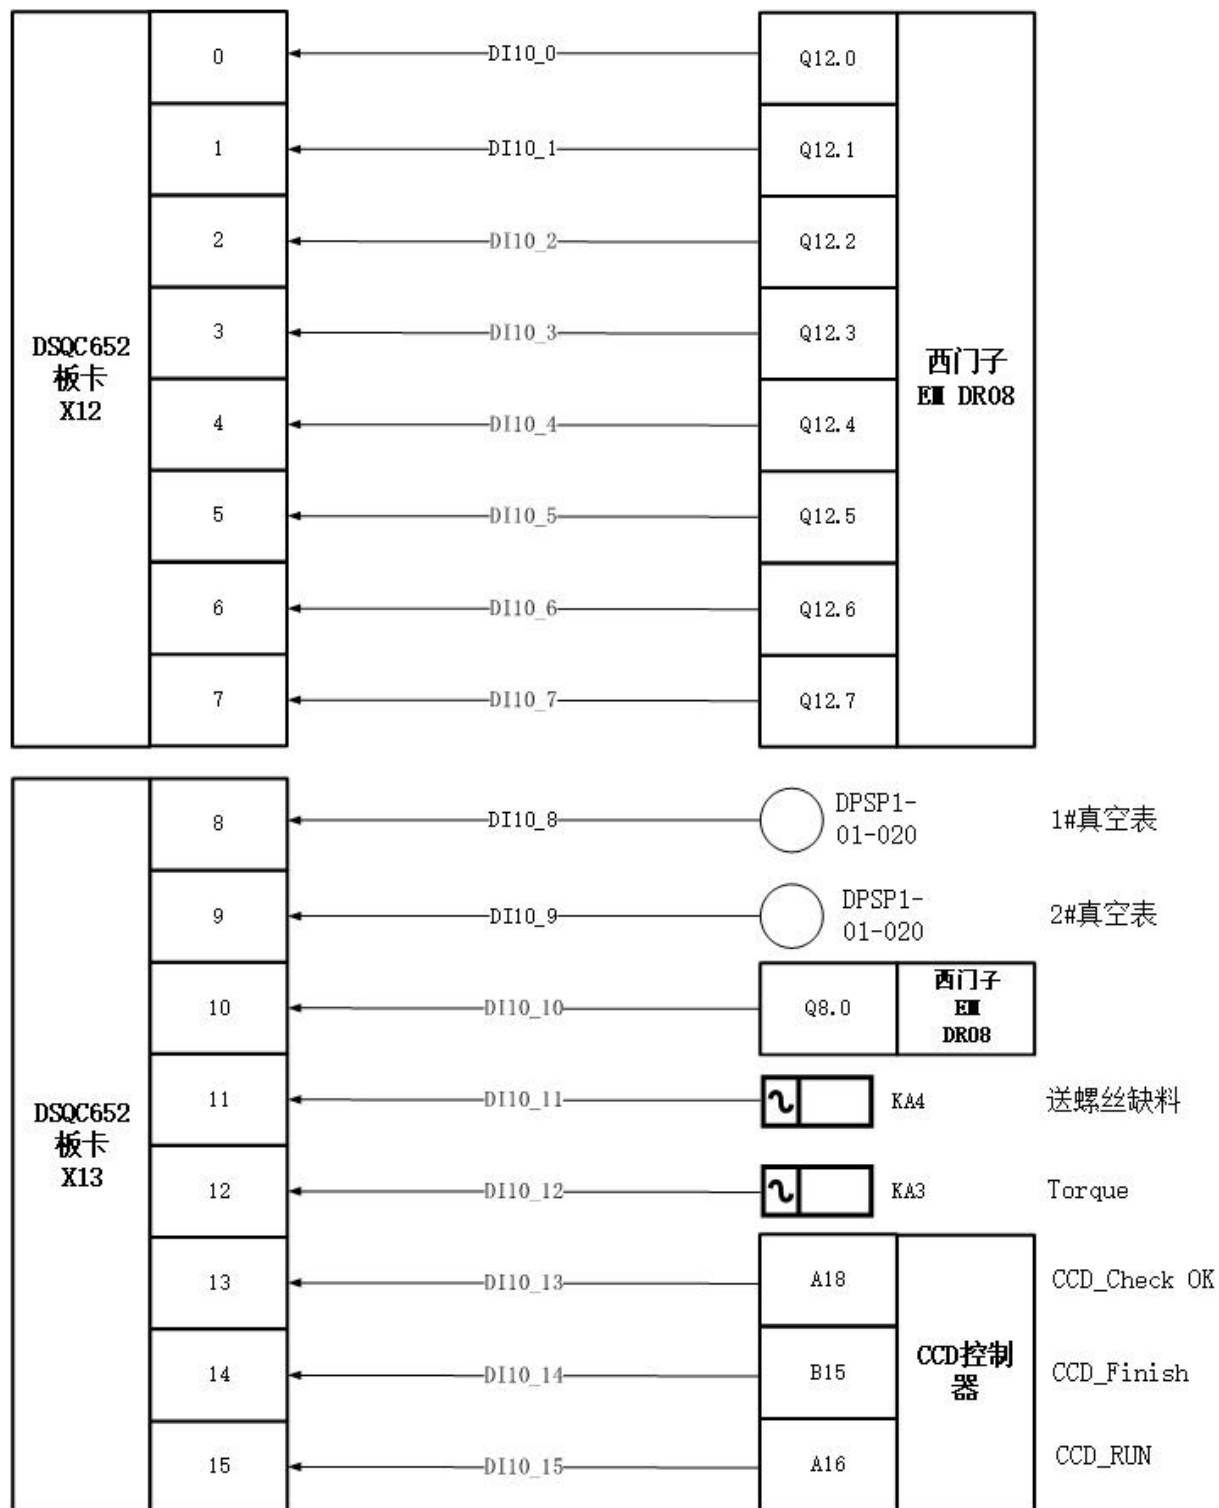 0
DI10_0
Q12.0
1
DI10_1
Q12.1
2
DI10_2
Q12.2
3
DI10_3
Q12.3
DSQC652
板卡
X12
西门子
EM DR08
4
DI10_4
Q12.4
5
DI10_5
Q12.5
6
DI10_6
Q12.6
7
DI10_7
Q12.7
8
DI10_8
DPSP1-
01-020
1#真空表
9
DI10_9
DPSP1-
01-020
2#真空表
10
DI10_10
Q8.0
西门子
EM
DR08
DSQC652
板卡
X13
11
DI10_11
KA4
送螺丝缺料
12
DI10_12
KA3
Torque
13
DI10_13
A18
CCD_Check OK
CCD控制
器
14
DI10_14
B15
CCD_Finish
15
DI10_15
A16
CCD_RUN